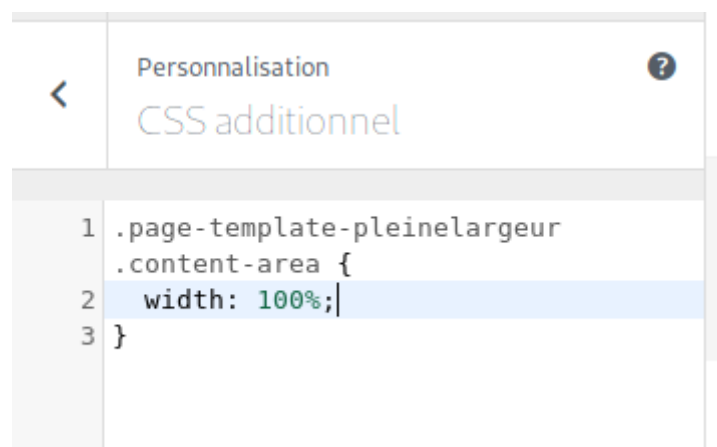 Personnalisation
?
CSS additionnel
1 .page-template-pleinelargeur
.content-area {
2 width: 100%;
3 }